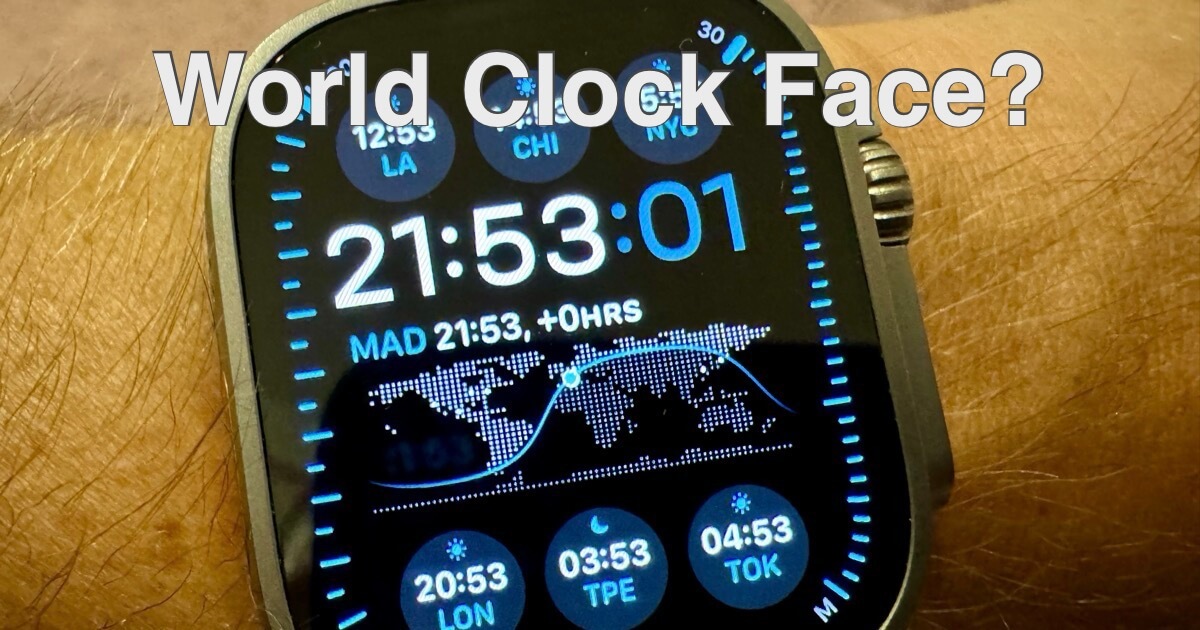 World Clock Face?
30
12:53
LA
CHI
NYC
21:53:01
MAD 21:53, +0HRS
20:53
LON
03:53
TPE
04:53
TOK
M